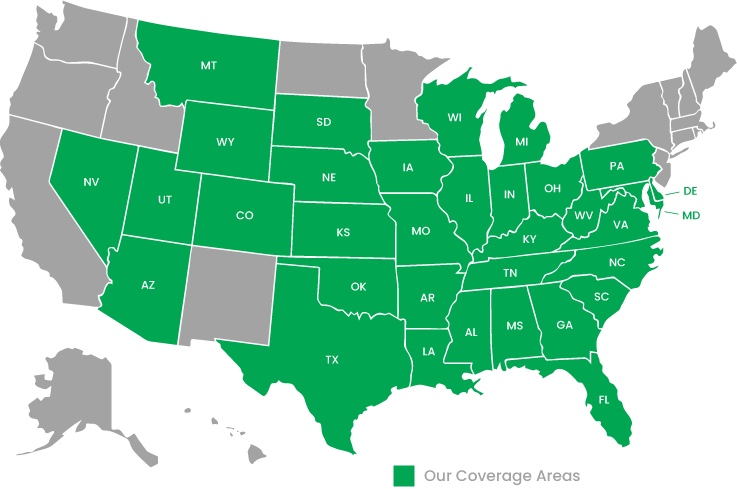 MT
WY
SD
WI
MI
NV
UT
CO
NE
IA
KS
MO
IL
IN
OH
PA
DE
MD
WV
VA
KY
AZ
OK
AR
TN
NC
SC
TX
LA
AL
MS
GA
FL
Our Coverage Areas